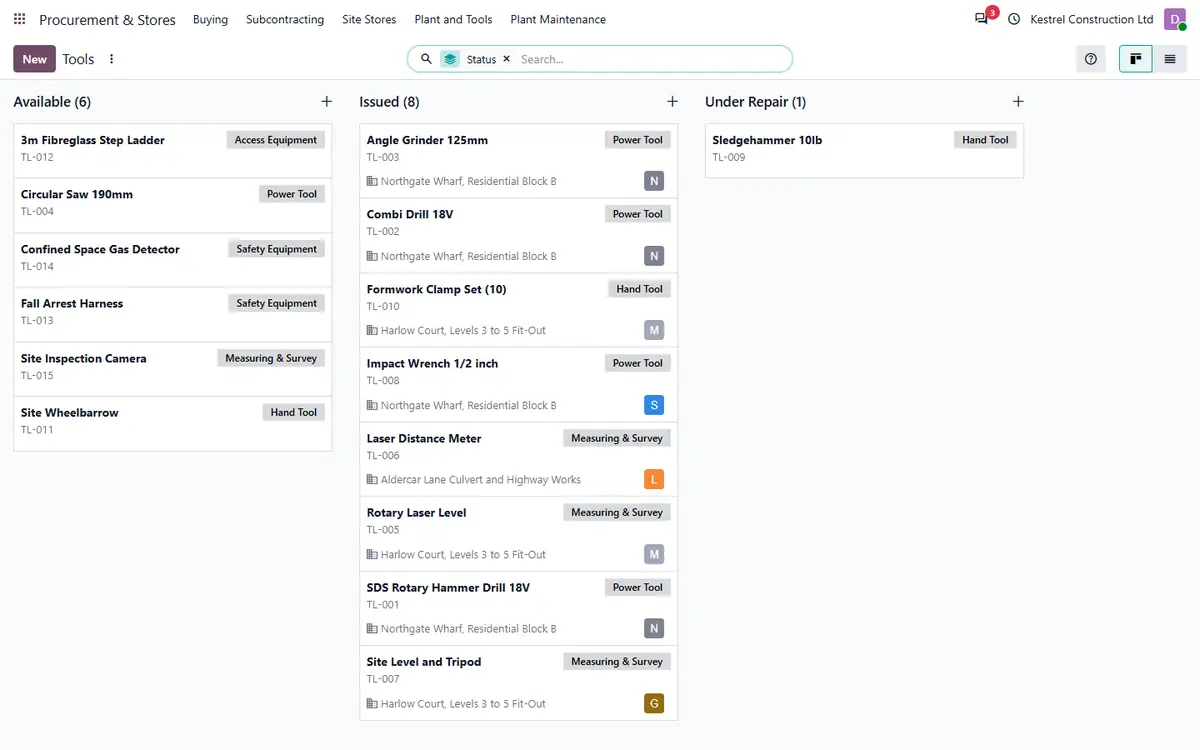 Procurement & Stores Buying Subcontracting Site Stores Plant and Tools Plant Maintenance 3 Kestrel Construction Ltd D
New Tools Status × Search...
Available (6)
3m Fibreglass Step Ladder Access Equipment
TL-012
Circular Saw 190mm Power Tool
TL-004
Confined Space Gas Detector Safety Equipment
TL-014
Fall Arrest Harness Safety Equipment
TL-013
Site Inspection Camera Measuring & Survey
TL-015
Site Wheelbarrow Hand Tool
TL-011
Issued (8)
Angle Grinder 125mm Power Tool
TL-003
Northgate Wharf, Residential Block B N
Combi Drill 18V Power Tool
TL-002
Northgate Wharf, Residential Block B N
Formwork Clamp Set (10) Hand Tool
TL-010
Harlow Court, Levels 3 to 5 Fit-Out M
Impact Wrench 1/2 inch Power Tool
TL-008
Northgate Wharf, Residential Block B S
Laser Distance Meter Measuring & Survey
TL-006
Aldercar Lane Culvert and Highway Works L
Rotary Laser Level Measuring & Survey
TL-005
Harlow Court, Levels 3 to 5 Fit-Out M
SDS Rotary Hammer Drill 18V Power Tool
TL-001
Northgate Wharf, Residential Block B N
Site Level and Tripod Measuring & Survey
TL-007
Harlow Court, Levels 3 to 5 Fit-Out G
Under Repair (1)
Sledgehammer 10lb Hand Tool
TL-009